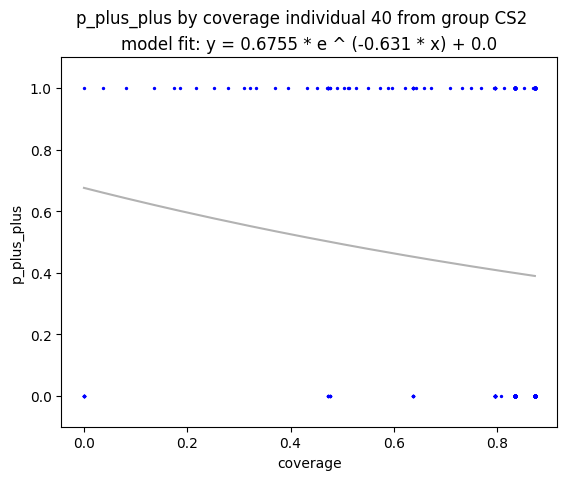 p_plus_plus by coverage individual 40 from group CS2
model fit: y = 0.6755 * e ^ (-0.631 * x) + 0.0
1.0
0.8
0.6
0.4
0.2
0.0
p_plus_plus
0.0 0.2 0.4 0.6 0.8
coverage